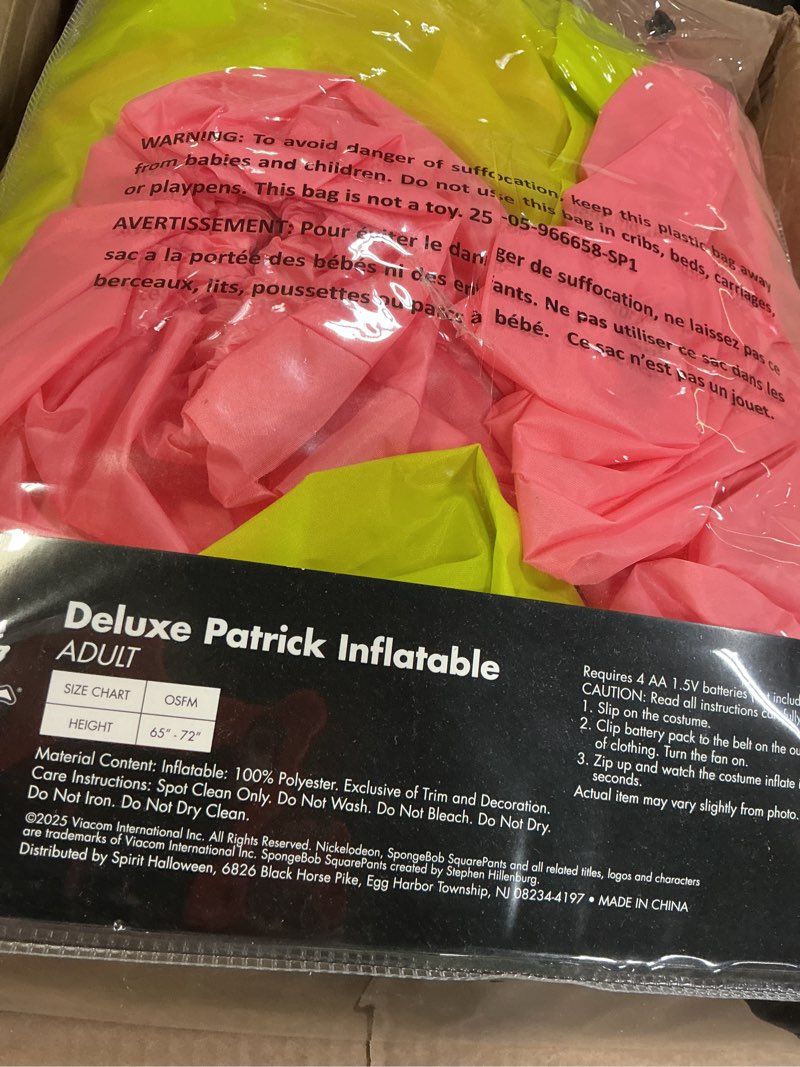 WARNING: To avoid danger of suffocation, keep this plastic bag away
from babies and children. Do not use this bag in cribs, beds, carriages,
or playpens. This bag is not a toy. 25 -05-966658-SP1
AVERTISSEMENT: Pour éviter le danger de suffocation, ne laissez pas ce
sac a la portée des bébés ni des enfants. Ne pas utiliser ce sac dans les
berceaux, lits, poussettes ou parcs à bébé. Ce sac n'est pas un jouet.
Deluxe Patrick Inflatable
ADULT
SIZE CHART OSFM
HEIGHT 65" - 72"
Material Content: Inflatable: 100% Polyester. Exclusive of Trim and Decoration.
Care Instructions: Spot Clean Only. Do Not Wash. Do Not Bleach. Do Not Dry.
Do Not Iron. Do Not Dry Clean.
©2025 Viacom International Inc. All Rights Reserved. Nickelodeon, SpongeBob SquarePants and all related titles, logos and characters
are trademarks of Viacom International Inc. SpongeBob SquarePants created by Stephen Hillenburg.
Distributed by Spirit Halloween, 6826 Black Horse Pike, Egg Harbor Township, NJ 08234-4197 • MADE IN CHINA
Requires 4 AA 1.5V batteries
CAUTION: Read all instructions
1. Slip on the costume.
2. Clip battery pack to the belt on the
of clothing. Turn the fan on.
3. Zip up and watch the costume inflate
seconds.
Actual item may vary slightly from photo.